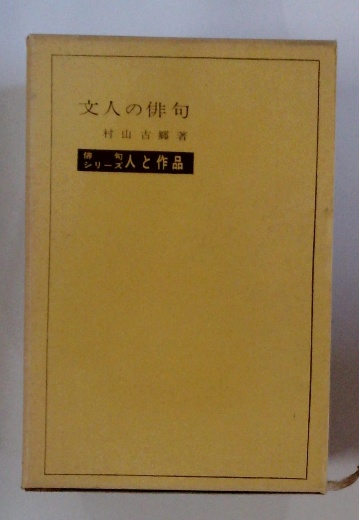 文人の俳句
村山古郷著
俳句シリーズ人と作品